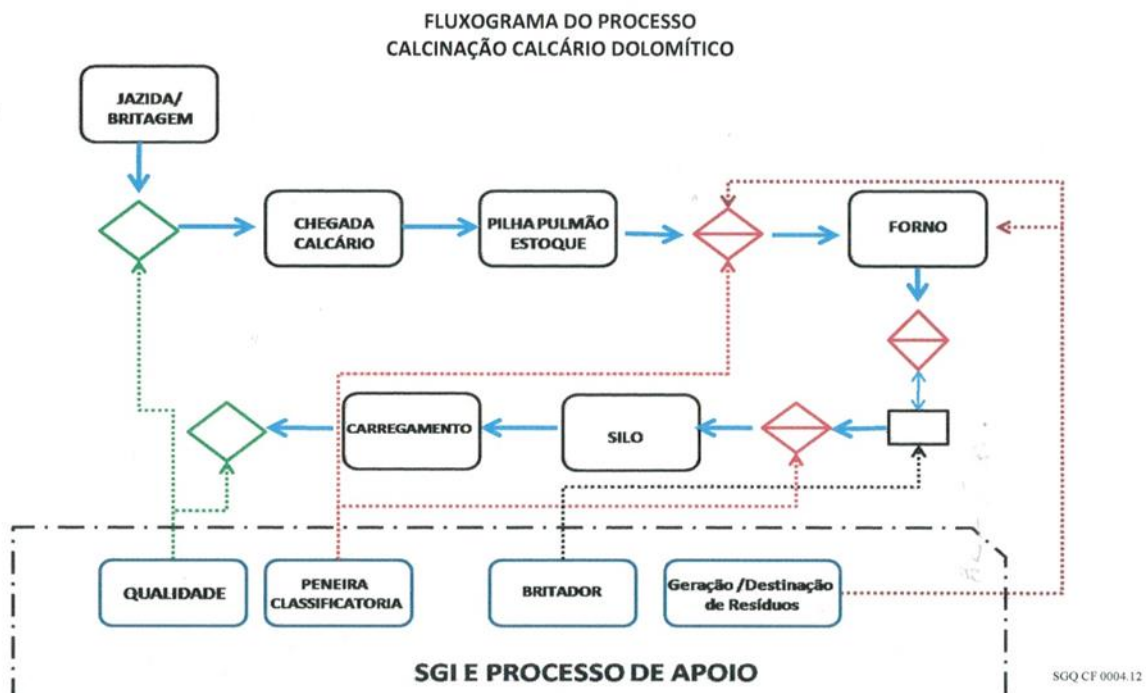 FLUXOGRAMA DO PROCESSO
CALCINAÇÃO CALCÁRIO DOLOMÍTICO
JAZIDA/
BRITAGEM
CHEGADA
CALCÁRIO
PILHA PULMÃO
ESTOQUE
FORNO
CARREGAMENTO
SILO
QUALIDADE
PENEIRA
CLASSIFICATORIA
BRITADOR
Geração /Destinação
de Resíduos
SGI E PROCESSO DE APOIO
SGQ CF 0004.12